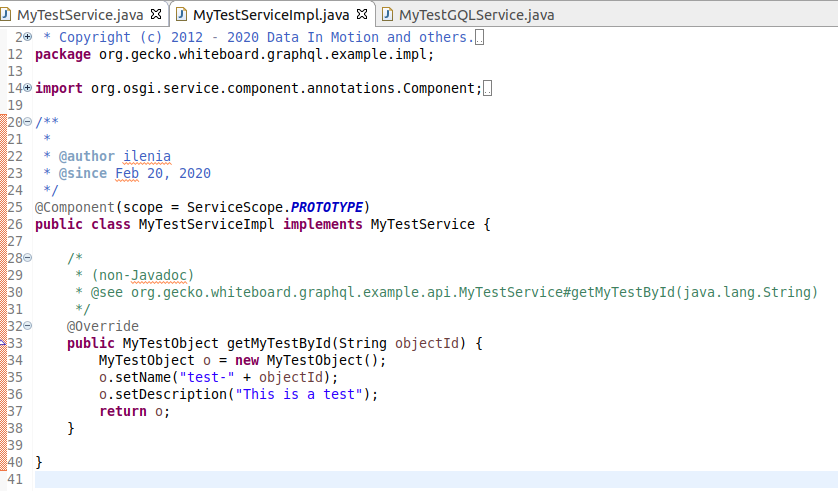 MyTestService.java MyTestServiceImpl.java MyTestGQLService.java
2 * Copyright (c) 2012 - 2020 Data In Motion and others.
12 package org.gecko.whiteboard.graphql.example.impl;
13
14 import org.osgi.service.component.annotations.Component;
19
20 /**
21 *
22 * @author ilenia
23 * @since Feb 20, 2020
24 */
25 @Component(scope = ServiceScope.PROTOTYPE)
26 public class MyTestServiceImpl implements MyTestService {
27
28 /*
29 * (non-Javadoc)
30 * @see org.gecko.whiteboard.graphql.example.api.MyTestService#getMyTestById(java.lang.String)
31 */
32 @Override
33 public MyTestObject getMyTestById(String objectId) {
34 MyTestObject o = new MyTestObject();
35 o.setName("test-" + objectId);
36 o.setDescription("This is a test");
37 return o;
38 }
39
40 }
41